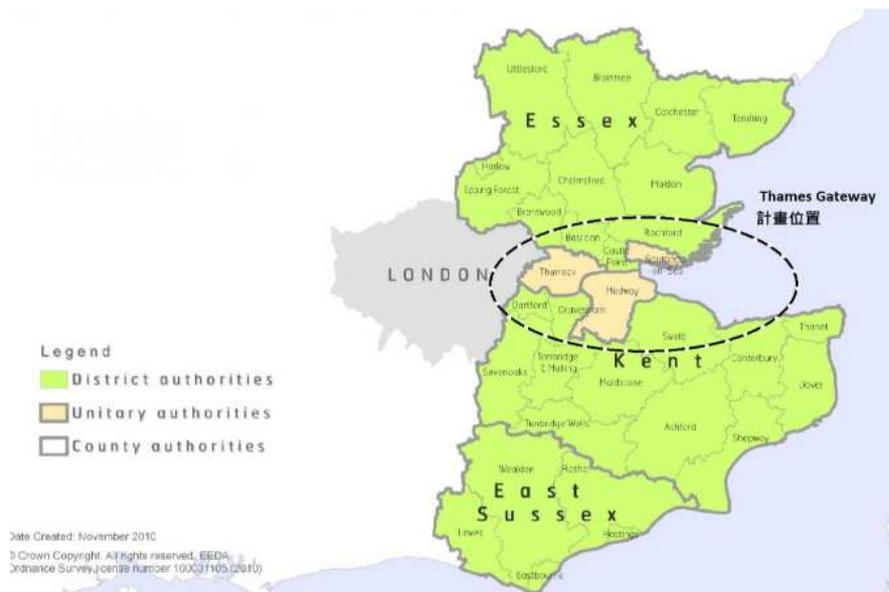 Uttlesford
Braintree
Colchester
Tendring
Essex
Harlow
Epping Forest
Chelmsford
Maldon
Brentwood
Thames Gateway
計畫位置
Rochford
Basildon
Castle
Point
Southend
on-Sea
LONDON
Thurrock
Medway
Dartford
Gravesham
Swale
Thanet
Kent
Canterbury
Sevenoaks
Tonbridge
& Malling
Maidstone
Dover
Ashford
Tunbridge Wells
Shepway
Legend
District authorities
Unitary authorities
County authorities
Wealden
Rother
East
Sussex
Lewes
Hastings
Eastbourne
Date Created: November 2010
© Crown Copyright. All rights reserved, EEDA
Ordnance Survey license number 100031105 (2010)